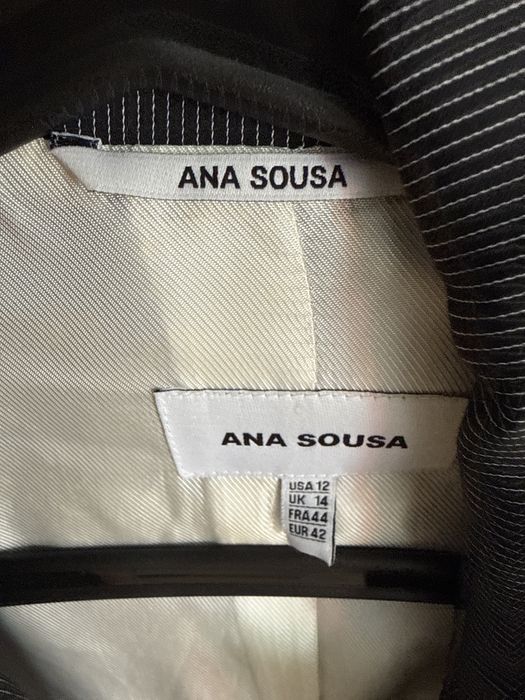 ANA SOUSA
ANA SOUSA
USA 12
UK 14
FRA 44
EUR 42